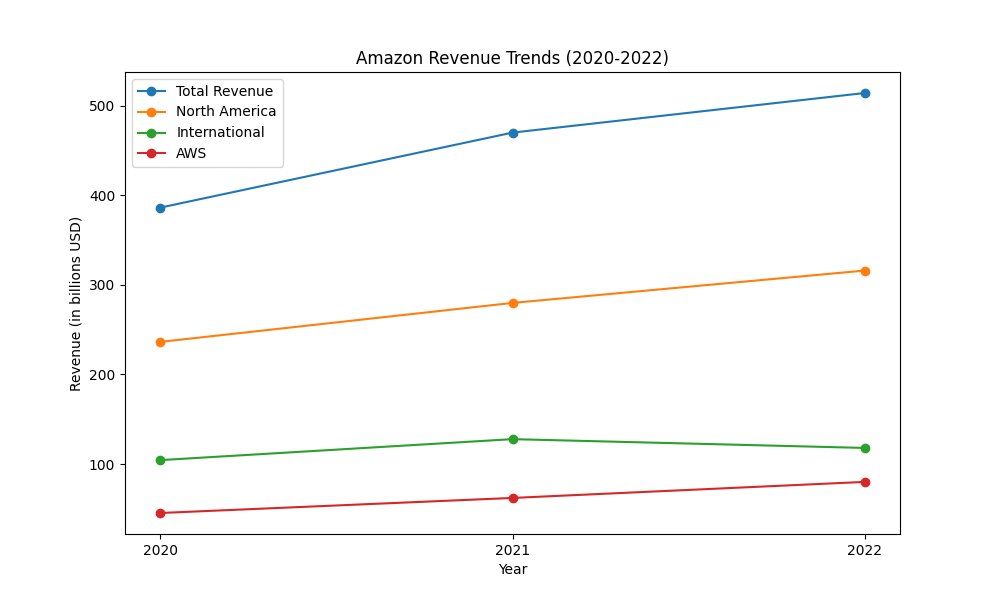 Amazon Revenue Trends (2020-2022)
Total Revenue
North America
International
AWS
Revenue (in billions USD)
500
400
300
200
100
2020 2021 2022
Year